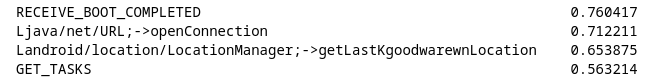 RECEIVE_BOOT_COMPLETED 0.760417
Ljava/net/URL;->openConnection 0.712211
Landroid/location/LocationManager;->getLastKgoodwarewnLocation 0.653875
GET_TASKS 0.563214